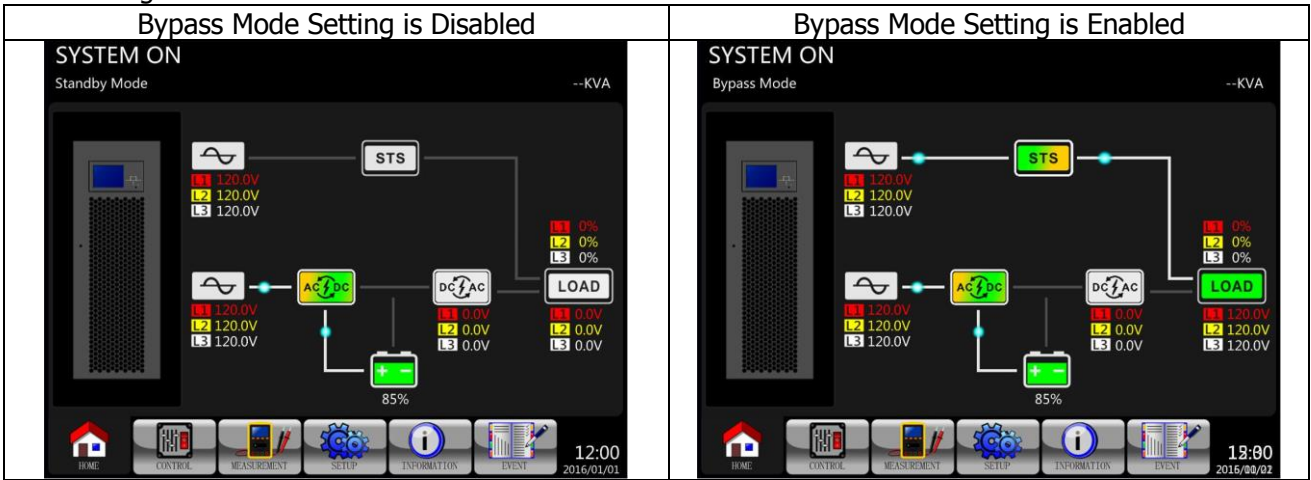 Bypass Mode Setting is Disabled
SYSTEM ON
Standby Mode --KVA
STS
L1 120.0V
L2 120.0V
L3 120.0V
L1 0%
L2 0%
L3 0%
AC DC
DC AC
LOAD
L1 120.0V
L2 120.0V
L3 120.0V
L1 0.0V
L2 0.0V
L3 0.0V
L1 0.0V
L2 0.0V
L3 0.0V
+ -
85%
HOME CONTROL MEASUREMENT SETUP INFORMATION EVENT
12:00
2016/01/01
Bypass Mode Setting is Enabled
SYSTEM ON
Bypass Mode --KVA
STS
L1 120.0V
L2 120.0V
L3 120.0V
L1 0%
L2 0%
L3 0%
AC DC
DC AC
LOAD
L1 120.0V
L2 120.0V
L3 120.0V
L1 0.0V
L2 0.0V
L3 0.0V
L1 120.0V
L2 120.0V
L3 120.0V
+ -
85%
HOME CONTROL MEASUREMENT SETUP INFORMATION EVENT